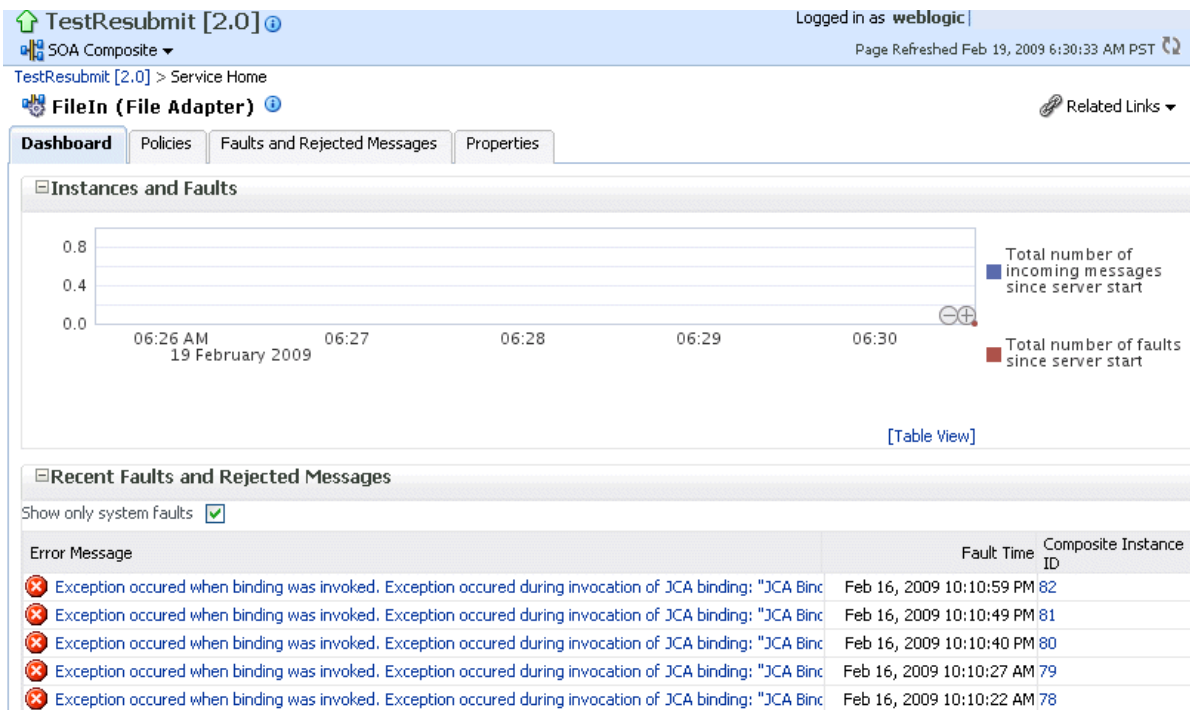 TestResubmit [2.0]
Logged in as weblogic|
SOA Composite
Page Refreshed Feb 19, 2009 6:30:33 AM PST
TestResubmit [2.0] > Service Home
FileIn (File Adapter)
Related Links
Dashboard Policies Faults and Rejected Messages Properties
Instances and Faults
0.8
0.4
0.0
06:26 AM 06:27 06:28 06:29 06:30
19 February 2009
Total number of
incoming messages
since server start
Total number of faults
since server start
[Table View]
Recent Faults and Rejected Messages
Show only system faults
Error Message Fault Time Composite Instance
ID
Exception occured when binding was invoked. Exception occured during invocation of JCA binding: "JCA Binc Feb 16, 2009 10:10:59 PM 82
Exception occured when binding was invoked. Exception occured during invocation of JCA binding: "JCA Binc Feb 16, 2009 10:10:49 PM 81
Exception occured when binding was invoked. Exception occured during invocation of JCA binding: "JCA Binc Feb 16, 2009 10:10:40 PM 80
Exception occured when binding was invoked. Exception occured during invocation of JCA binding: "JCA Binc Feb 16, 2009 10:10:27 AM 79
Exception occured when binding was invoked. Exception occured during invocation of JCA binding: "JCA Binc Feb 16, 2009 10:10:22 AM 78